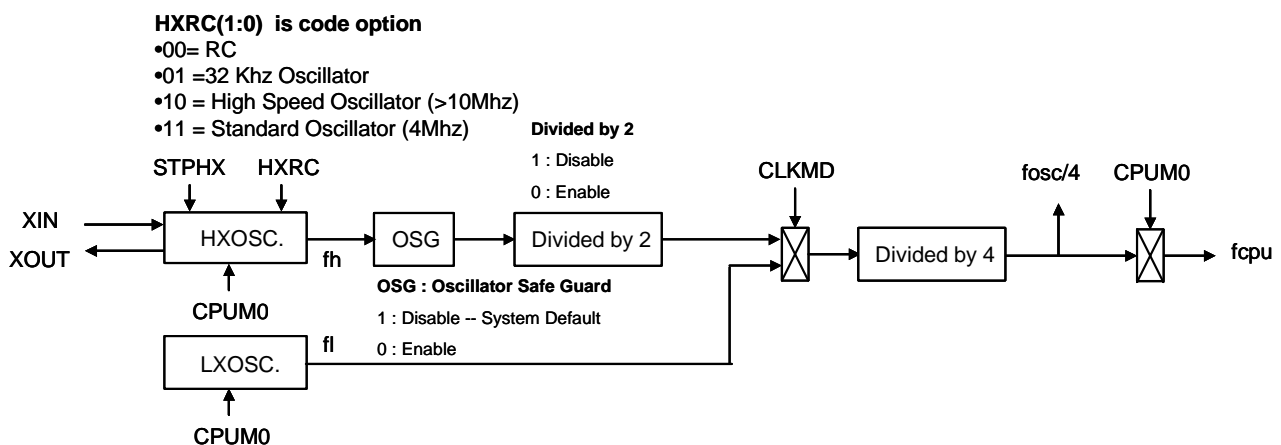 HXRC(1:0) is code option
•00= RC
•01 =32 Khz Oscillator
•10 = High Speed Oscillator (>10Mhz)
•11 = Standard Oscillator (4Mhz)
Divided by 2
1 : Disable
0 : Enable
STPHX HXRC
CLKMD
fosc/4
CPUM0
XIN
XOUT
HXOSC.
fh
OSG
Divided by 2
Divided by 4
fcpu
CPUM0
OSG : Oscillator Safe Guard
1 : Disable -- System Default
0 : Enable
fl
LXOSC.
CPUM0